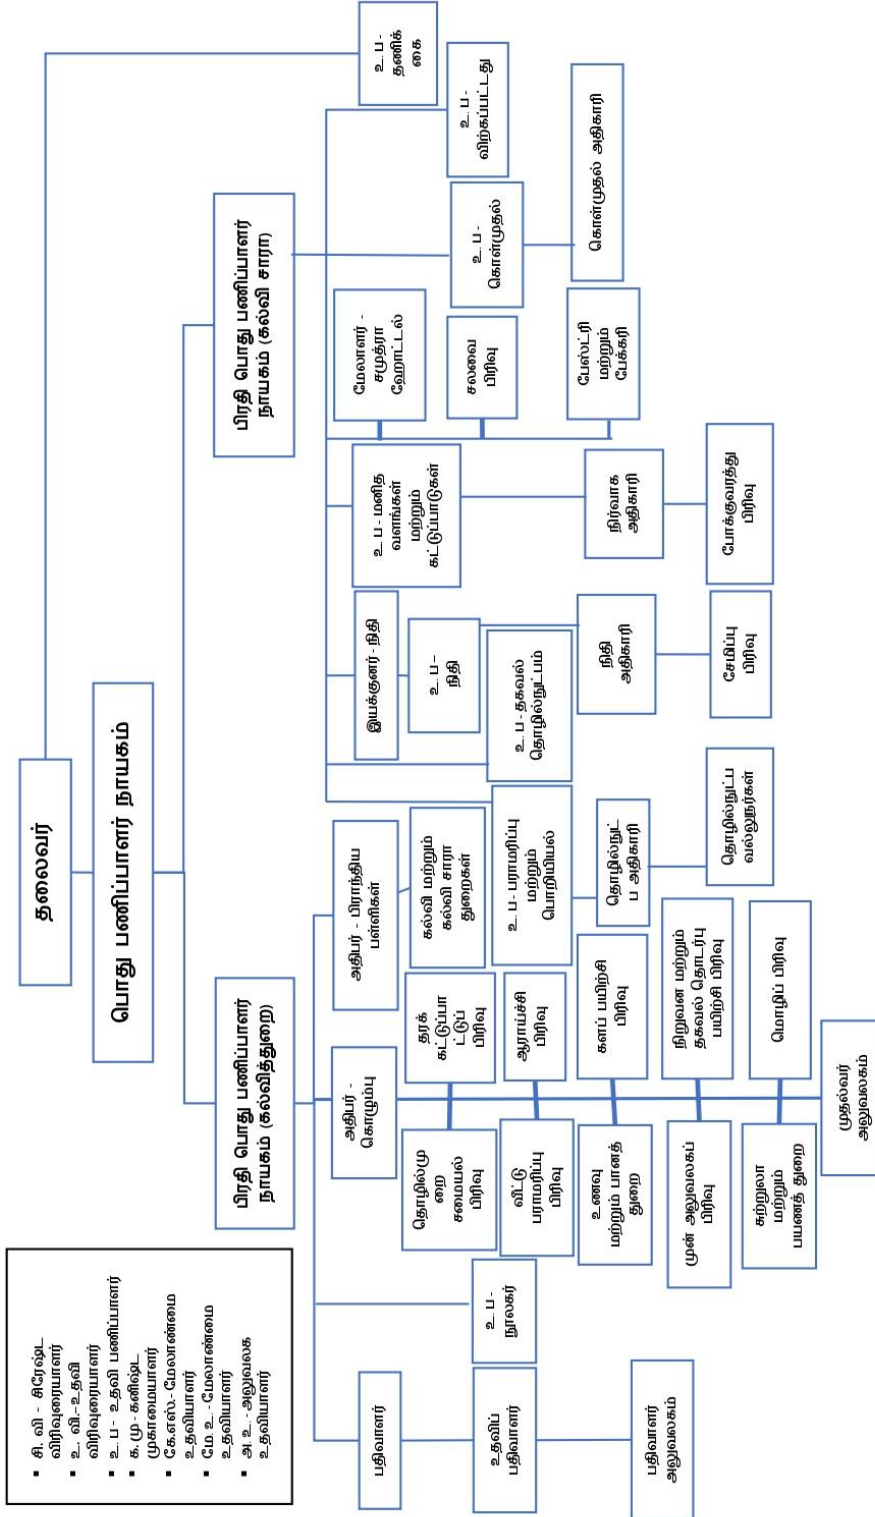 தலைவர்
பொது பணிப்பாளர் நாயகம்
பிரதி பொது பணிப்பாளர்
நாயகம் (கல்வித்துறை)
பிரதி பொது பணிப்பாளர்
நாயகம் (கல்வி சாரா)
உ. ப -
தணிக்
கை
▪ சி. வி - சிரேஷ்ட
விரிவுரையாளர்
▪ உ. வி.-உதவி
விரிவுரையாளர்
▪ உ. ப - உதவி பணிப்பாளர்
▪ க. மு - கனிஷ்ட
முகாமையாளர்
▪ கே.எஸ்.- மேலாண்மை
உதவியாளர்
▪ மே. உ.- மேலாண்மை
உதவியாளர்
▪ அ. உ.- அலுவலக
உதவியாளர்
பதிவாளர்
உதவிப்
பதிவாளர்
பதிவாளர்
அலுவலகம்
உ. ப -
நூலகர்
அதிபர் -
கொழும்பு
தொழில்மு
றை
சமையல்
பிரிவு
தரக்
கட்டுப்பா
ட்டுப்
பிரிவு
வீட்டு
பராமரிப்பு
பிரிவு
ஆராய்ச்சி
பிரிவு
உணவு
மற்றும் பானத்
துறை
களப் பயிற்சி
பிரிவு
முன் அலுவலகப்
பிரிவு
நிறுவன மற்றும்
தகவல் தொடர்பு
பயிற்சி பிரிவு
சுற்றுலா
மற்றும்
பயணத் துறை
மொழிப் பிரிவு
முதல்வர்
அலுவலகம்
அதிபர் - பிராந்திய
பள்ளிகள்
கல்வி மற்றும்
கல்வி சாரா
துறைகள்
உ. ப - பராமரிப்பு
மற்றும்
பொறியியல்
தொழில்நுட்
ப அதிகாரி
தொழில்நுட்ப
வல்லுநர்கள்
உ. ப - தகவல்
தொழில்நுட்பம்
இயக்குனர் - நிதி
உ. ப –
நிதி
நிதி
அதிகாரி
சேமிப்பு
பிரிவு
உ. ப - மனித
வளங்கள்
மற்றும்
கட்டுப்பாடுகள்
நிர்வாக
அதிகாரி
போக்குவரத்து
பிரிவு
மேலாளர் -
சமுத்ரா
ஹோட்டல்
சலவை
பிரிவு
பேஸ்ட்ரி
மற்றும்
பேக்கரி
உ. ப -
கொள்முதல்
கொள்முதல் அதிகாரி
உ. ப -
விற்கப்பட்டது